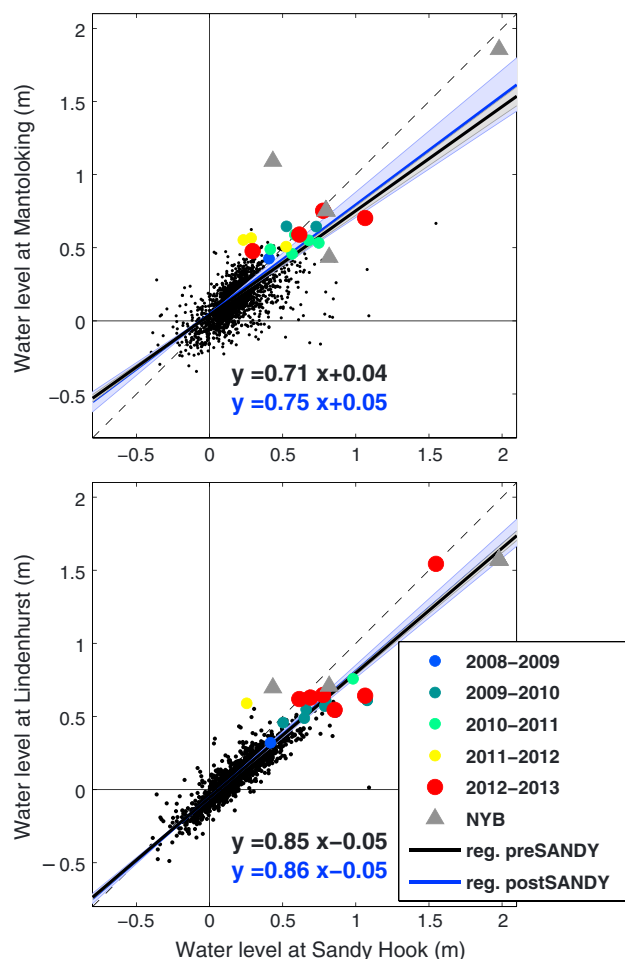 Water level at Mantoloking (m)
2
1.5
1
0.5
0
−0.5
y =0.71 x+0.04
y =0.75 x+0.05
−0.5 0 0.5 1 1.5 2
Water level at Lindenhurst (m)
2
1.5
1
0.5
0
−0.5
2008−2009
2009−2010
2010−2011
2011−2012
2012−2013
NYB
reg. preSANDY
reg. postSANDY
y =0.85 x−0.05
y =0.86 x−0.05
−0.5 0 0.5 1 1.5 2
Water level at Sandy Hook (m)